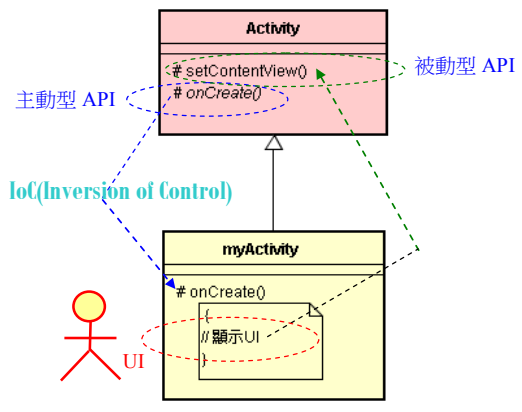 Activity
# setContentView()
被動型 API
# onCreate()
主動型 API
IoC(Inversion of Control)
myActivity
# onCreate()
{
// 顯示UI
}
UI